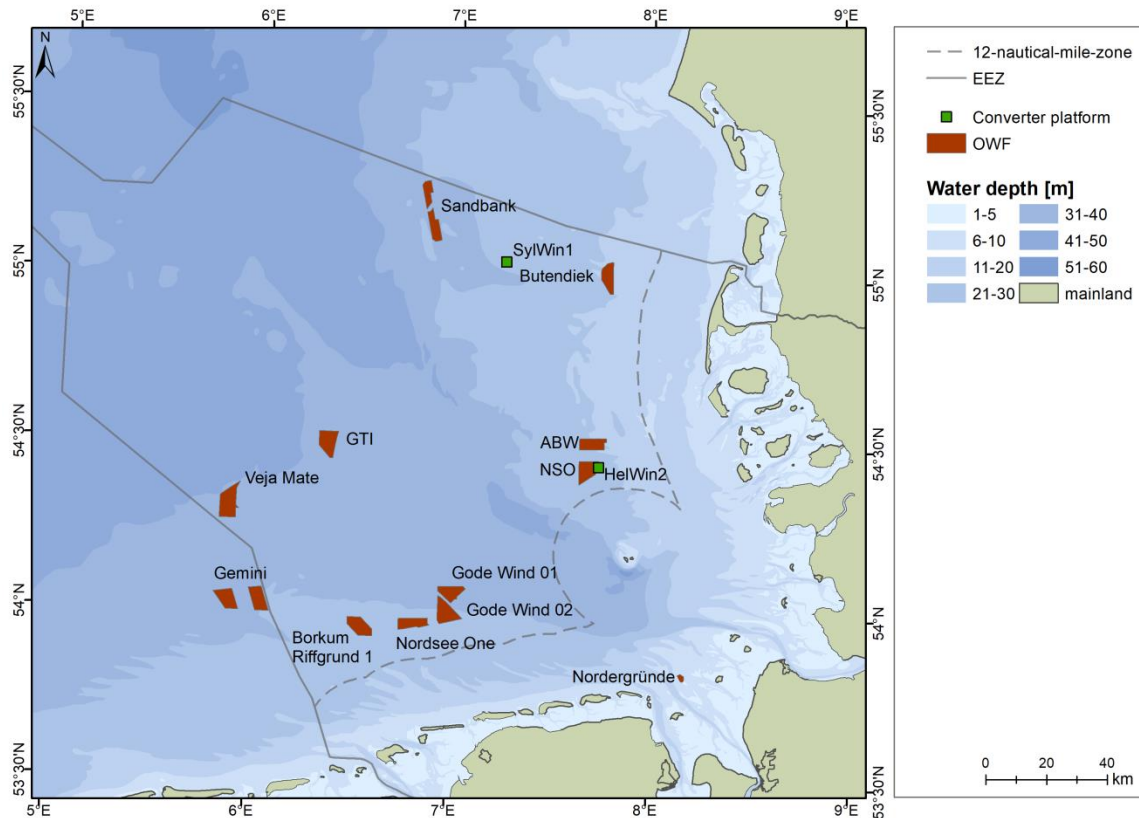 5°E 6°E 7°E 8°E 9°E
N
12-nautical-mile-zone
EEZ
Converter platform
OWF
Water depth [m]
1-5 31-40
6-10 41-50
11-20 51-60
21-30 mainland
55°30'N 55°30'N
Sandbank
SylWin1
Butendiek
55°N 55°N
GTI
ABW
NSO HelWin2
54°30'N 54°30'N
Veja Mate
Gemini
Gode Wind 01
Gode Wind 02
Borkum
Riffgrund 1
Nordsee One
54°N 54°N
Nordergründe
53°30'N 53°30'N
0 10 20 40
km
5°E 6°E 7°E 8°E 9°E